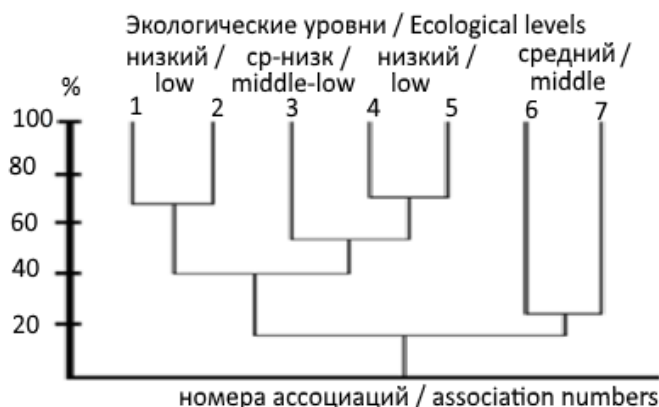 Экологические уровни / Ecological levels
низкий / ср-низк / низкий / средний /
low middle-low low middle
%
1 2 3 4 5 6 7
100
80
60
40
20
номера ассоциаций / association numbers